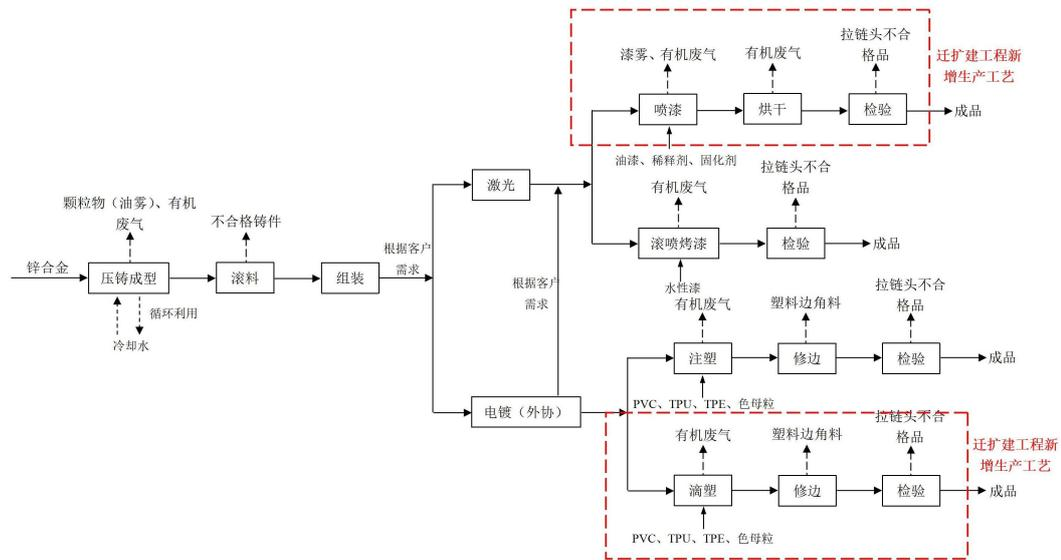 拉链头不合
格品
漆雾、有机废气
有机废气
迁扩建工程新
增生产工艺
喷漆
烘干
检验
成品
油漆、稀释剂、固化剂
拉链头不合
格品
有机废气
激光
颗粒物（油雾）、有机
废气
不合格铸件
滚喷烤漆
检验
成品
根据客户
需求
锌合金
压铸成型
滚料
组装
根据客户
需求
水性漆
循环利用
冷却水
有机废气
塑料边角料
拉链头不合
格品
注塑
修边
检验
成品
PVC、TPU、TPE、色母粒
电镀（外协）
拉链头不合
格品
有机废气
塑料边角料
迁扩建工程新
增生产工艺
滴塑
修边
检验
成品
PVC、TPU、TPE、色母粒